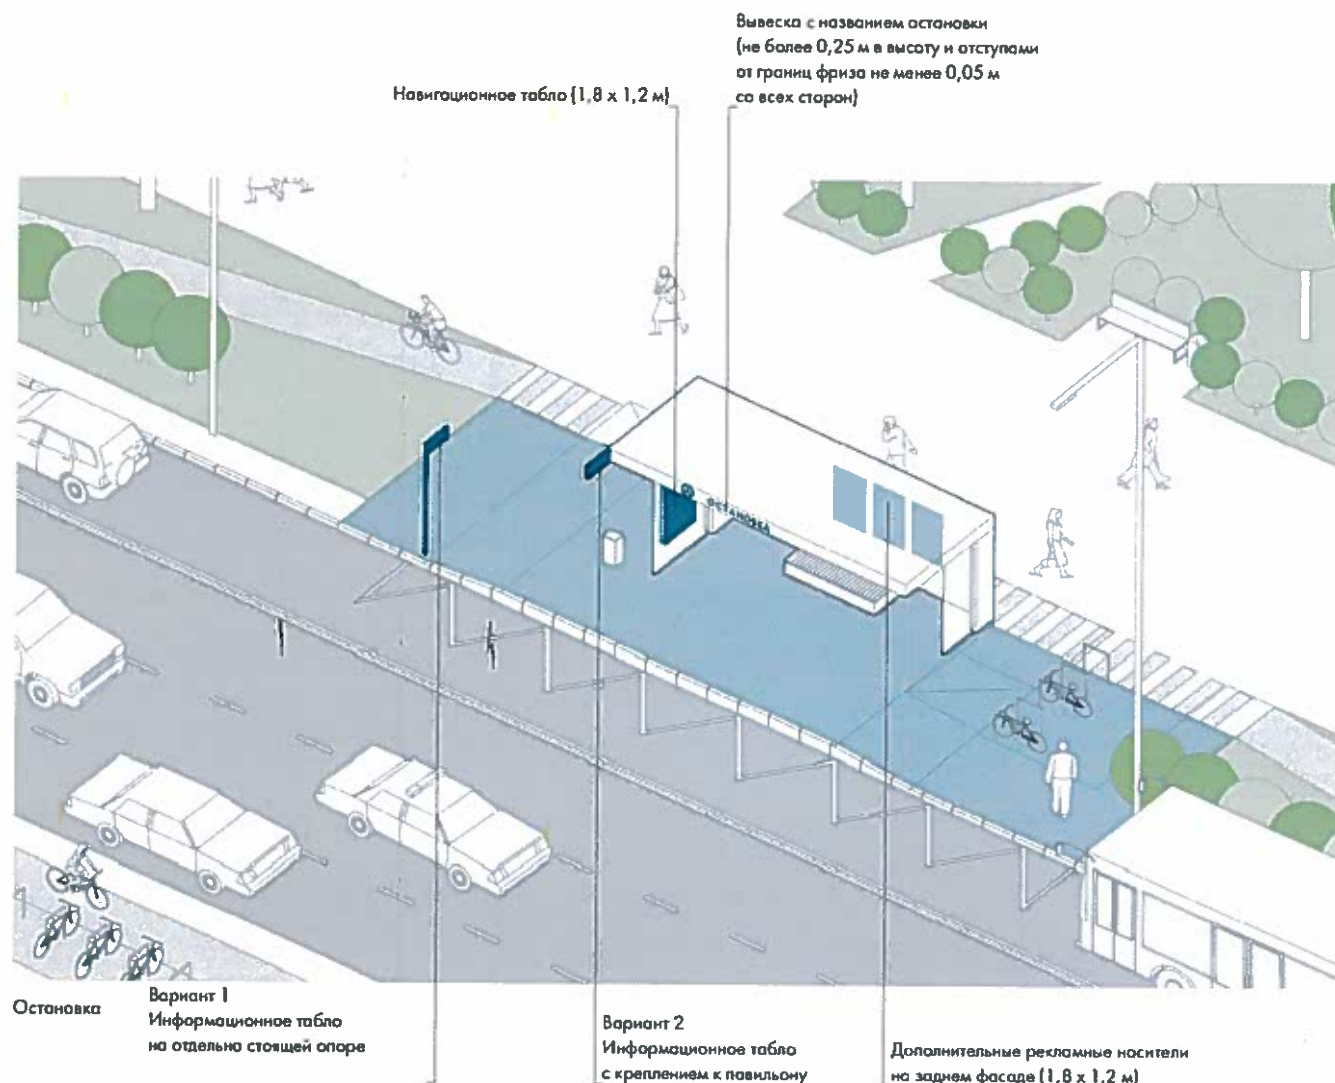 Вывеска с названием остановки
(не более 0,25 м в высоту и отступами
от границ фриза не менее 0,05 м
со всех сторон)
Навигационное табло (1,8 х 1,2 м)
ОСТАНОВКА
Остановка
Вариант 1
Информационное табло
на отдельно стоящей опоре
Вариант 2
Информационное табло
с креплением к павильону
Дополнительные рекламные носители
на заднем фасаде (1,8 х 1,2 м)